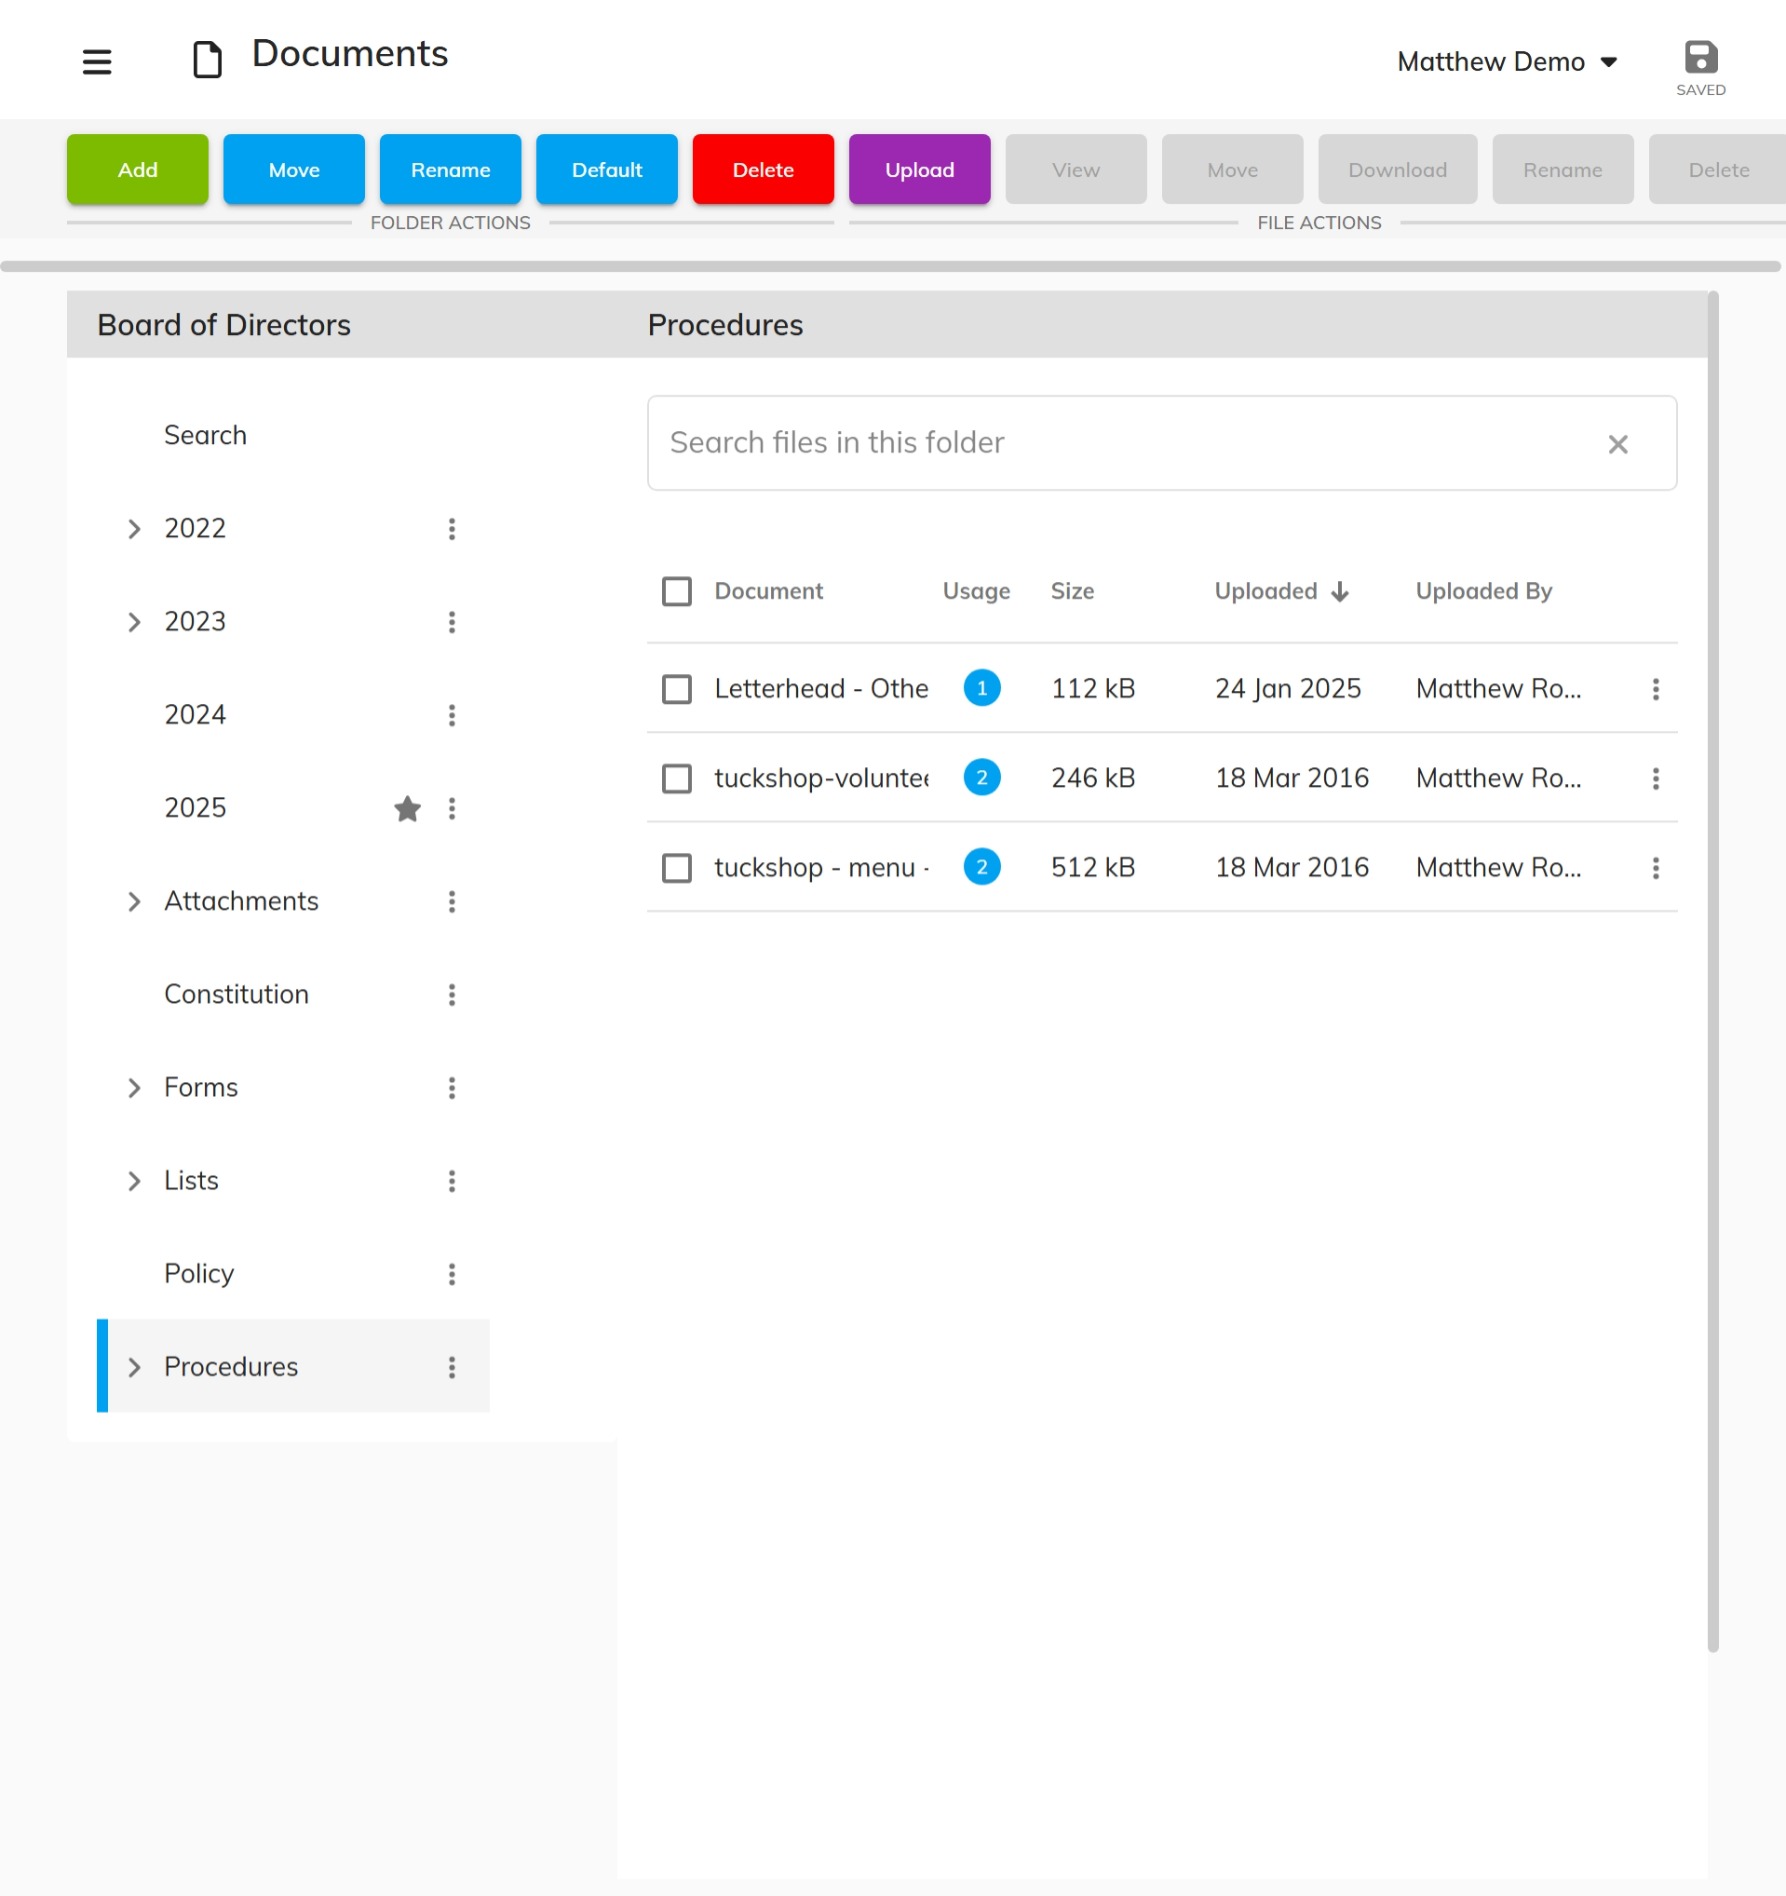 Documents
Matthew Demo
SAVED
Add Move Rename Default Delete Upload View Move Download Rename Delete
FOLDER ACTIONS FILE ACTIONS
Board of Directors
Search
2022
2023
2024
2025
Attachments
Constitution
Forms
Lists
Policy
Procedures
Procedures
Search files in this folder
Document Usage Size Uploaded Uploaded By
Letterhead - Othe 1 112 kB 24 Jan 2025 Matthew Ro...
tuckshop-voluntee 2 246 kB 18 Mar 2016 Matthew Ro...
tuckshop - menu - 2 512 kB 18 Mar 2016 Matthew Ro...